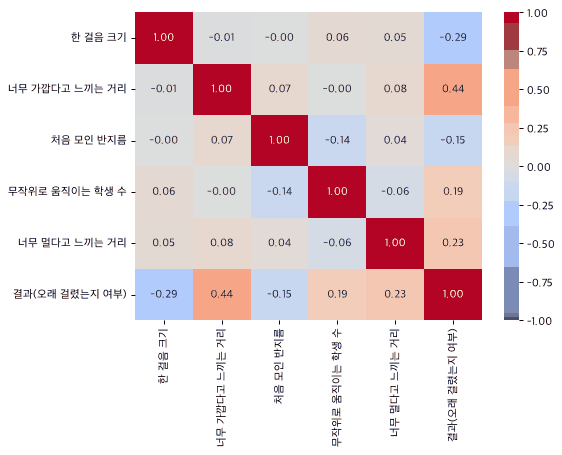 한 걸음 크기 1.00 -0.01 -0.00 0.06 0.05 -0.29
너무 가깝다고 느끼는 거리 -0.01 1.00 0.07 -0.00 0.08 0.44
처음 모인 반지름 -0.00 0.07 1.00 -0.14 0.04 -0.15
무작위로 움직이는 학생 수 0.06 -0.00 -0.14 1.00 -0.06 0.19
너무 멀다고 느끼는 거리 0.05 0.08 0.04 -0.06 1.00 0.23
결과(오래 걸렸는지 여부) -0.29 0.44 -0.15 0.19 0.23 1.00
한 걸음 크기
너무 가깝다고 느끼는 거리
처음 모인 반지름
무작위로 움직이는 학생 수
너무 멀다고 느끼는 거리
결과(오래 걸렸는지 여부)
1.00
0.75
0.50
0.25
0.00
-0.25
-0.50
-0.75
-1.00